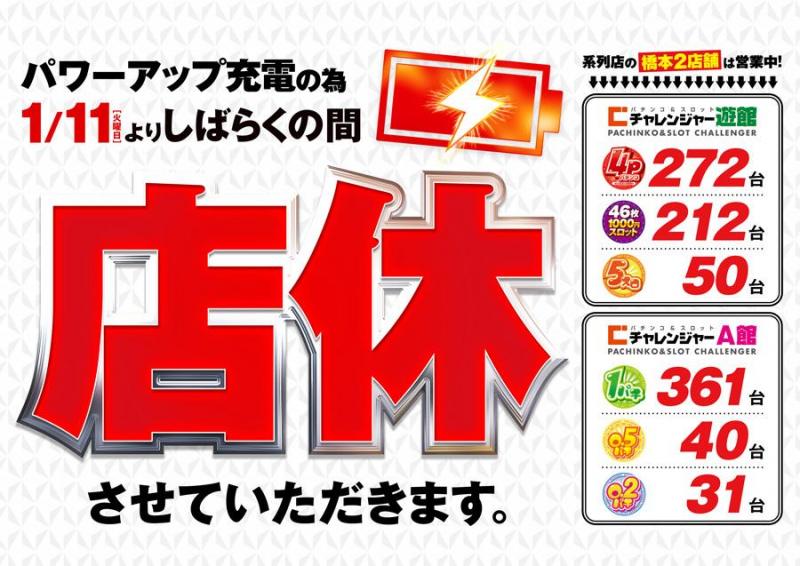 パワーアップ充電の為
1/11[火曜日]よりしばらくの間
店休
させていただきます。
系列店の橋本2店舗は営業中!
パチンコ&スロット
チャレンジャー遊館
PACHINKO&SLOT CHALLENGER
4Pパチンコ 272台
46枚 1000円 スロット 212台
5スロ 50台
パチンコ&スロット
チャレンジャーA館
PACHINKO&SLOT CHALLENGER
1パチ 361台
0.5パチ 40台
0.2パチ 31台